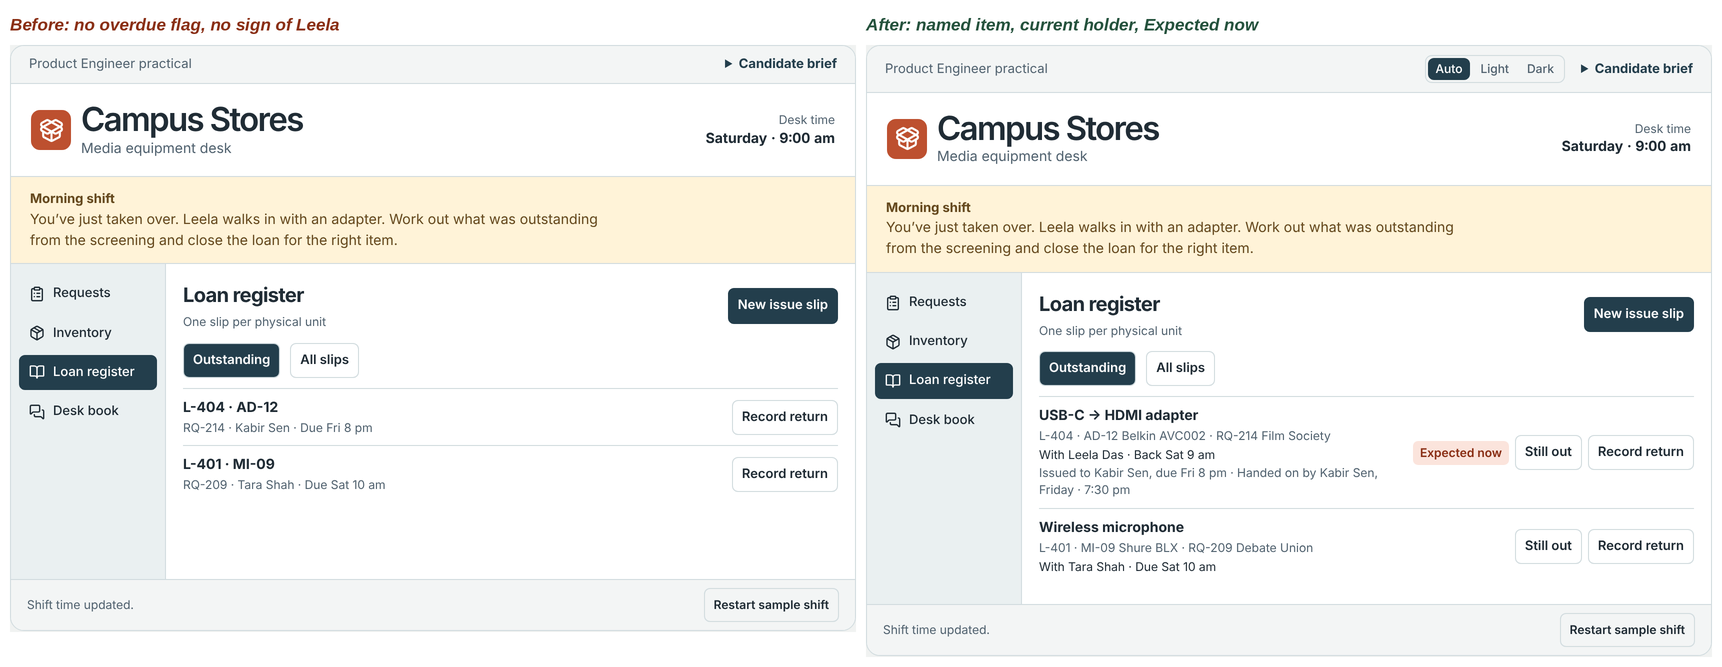 Before: no overdue flag, no sign of Leela
Product Engineer practical
▶ Candidate brief
Campus Stores
Media equipment desk
Desk time
Saturday · 9:00 am
Morning shift
You’ve just taken over. Leela walks in with an adapter. Work out what was outstanding
from the screening and close the loan for the right item.
Requests
Inventory
Loan register
Desk book
Loan register
One slip per physical unit
New issue slip
Outstanding
All slips
L-404 · AD-12
RQ-214 · Kabir Sen · Due Fri 8 pm
Record return
L-401 · MI-09
RQ-209 · Tara Shah · Due Sat 10 am
Record return
Shift time updated.
Restart sample shift
After: named item, current holder, Expected now
Product Engineer practical
Auto
Light
Dark
▶ Candidate brief
Campus Stores
Media equipment desk
Desk time
Saturday · 9:00 am
Morning shift
You’ve just taken over. Leela walks in with an adapter. Work out what was outstanding
from the screening and close the loan for the right item.
Requests
Inventory
Loan register
Desk book
Loan register
One slip per physical unit
New issue slip
Outstanding
All slips
USB-C → HDMI adapter
L-404 · AD-12 Belkin AVC002 · RQ-214 Film Society
With Leela Das · Back Sat 9 am
Issued to Kabir Sen, due Fri 8 pm · Handed on by Kabir Sen,
Friday · 7:30 pm
Expected now
Still out
Record return
Wireless microphone
L-401 · MI-09 Shure BLX · RQ-209 Debate Union
With Tara Shah · Due Sat 10 am
Still out
Record return
Shift time updated.
Restart sample shift